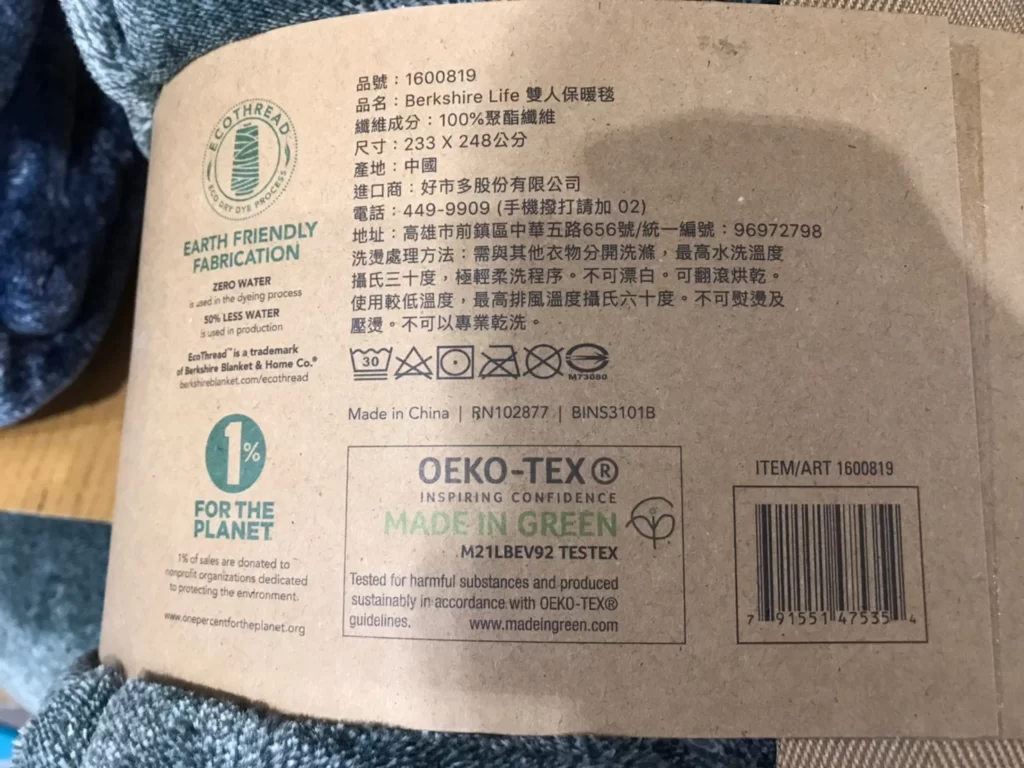 ECOTHREAD
ECO DRY DYE PROCESS
EARTH FRIENDLY
FABRICATION
ZERO WATER
is used in the dyeing process
50% LESS WATER
is used in production
EcoThread™ is a trademark
of Berkshire Blanket & Home Co.®
berkshireblanket.com/ecothread
1%
FOR THE
PLANET
1% of sales are donated to
nonprofit organizations dedicated
to protecting the environment.
www.onepercentfortheplanet.org
品號：1600819
品名：Berkshire Life 雙人保暖毯
纖維成分：100%聚酯纖維
尺寸：233 X 248公分
產地：中國
進口商：好市多股份有限公司
電話：449-9909 (手機撥打請加 02)
地址：高雄市前鎮區中華五路656號/統一編號：96972798
洗燙處理方法：需與其他衣物分開洗滌，最高水洗溫度
攝氏三十度，極輕柔洗程序。不可漂白。可翻滾烘乾。
使用較低溫度，最高排風溫度攝氏六十度。不可熨燙及
壓燙。不可以專業乾洗。
30
M73080
Made in China | RN102877 | BINS3101B
OEKO-TEX®
INSPIRING CONFIDENCE
MADE IN GREEN
M21LBEV92 TESTEX
Tested for harmful substances and produced
sustainably in accordance with OEKO-TEX®
guidelines. www.madeingreen.com
ITEM/ART 1600819
7 91551 47535 4